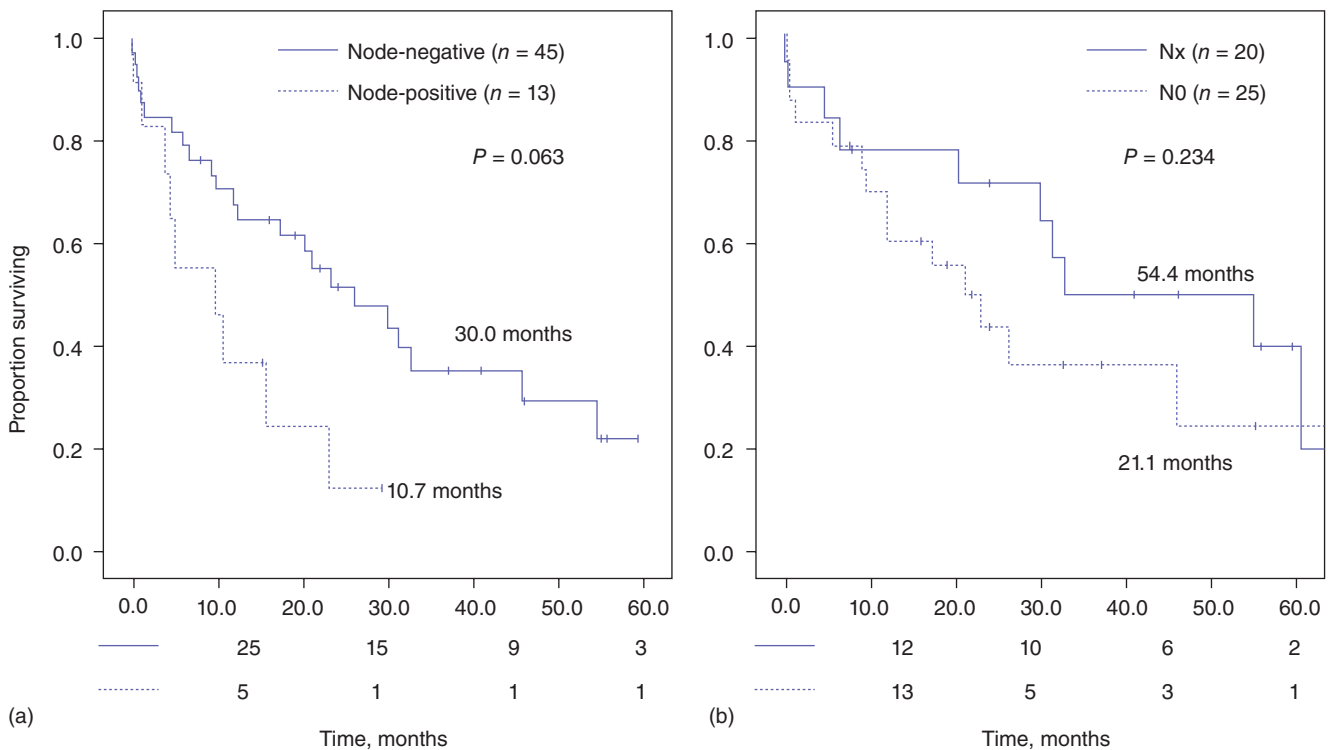 Proportion surviving
1.0
0.8
0.6
0.4
0.2
0.0
Node-negative (n = 45)
Node-positive (n = 13)
P = 0.063
30.0 months
10.7 months
0.0 10.0 20.0 30.0 40.0 50.0 60.0
25 15 9 3
5 1 1 1
(a)
Time, months
1.0
0.8
0.6
0.4
0.2
0.0
Nx (n = 20)
N0 (n = 25)
P = 0.234
54.4 months
21.1 months
0.0 10.0 20.0 30.0 40.0 50.0 60.0
12 10 6 2
13 5 3 1
(b)
Time, months